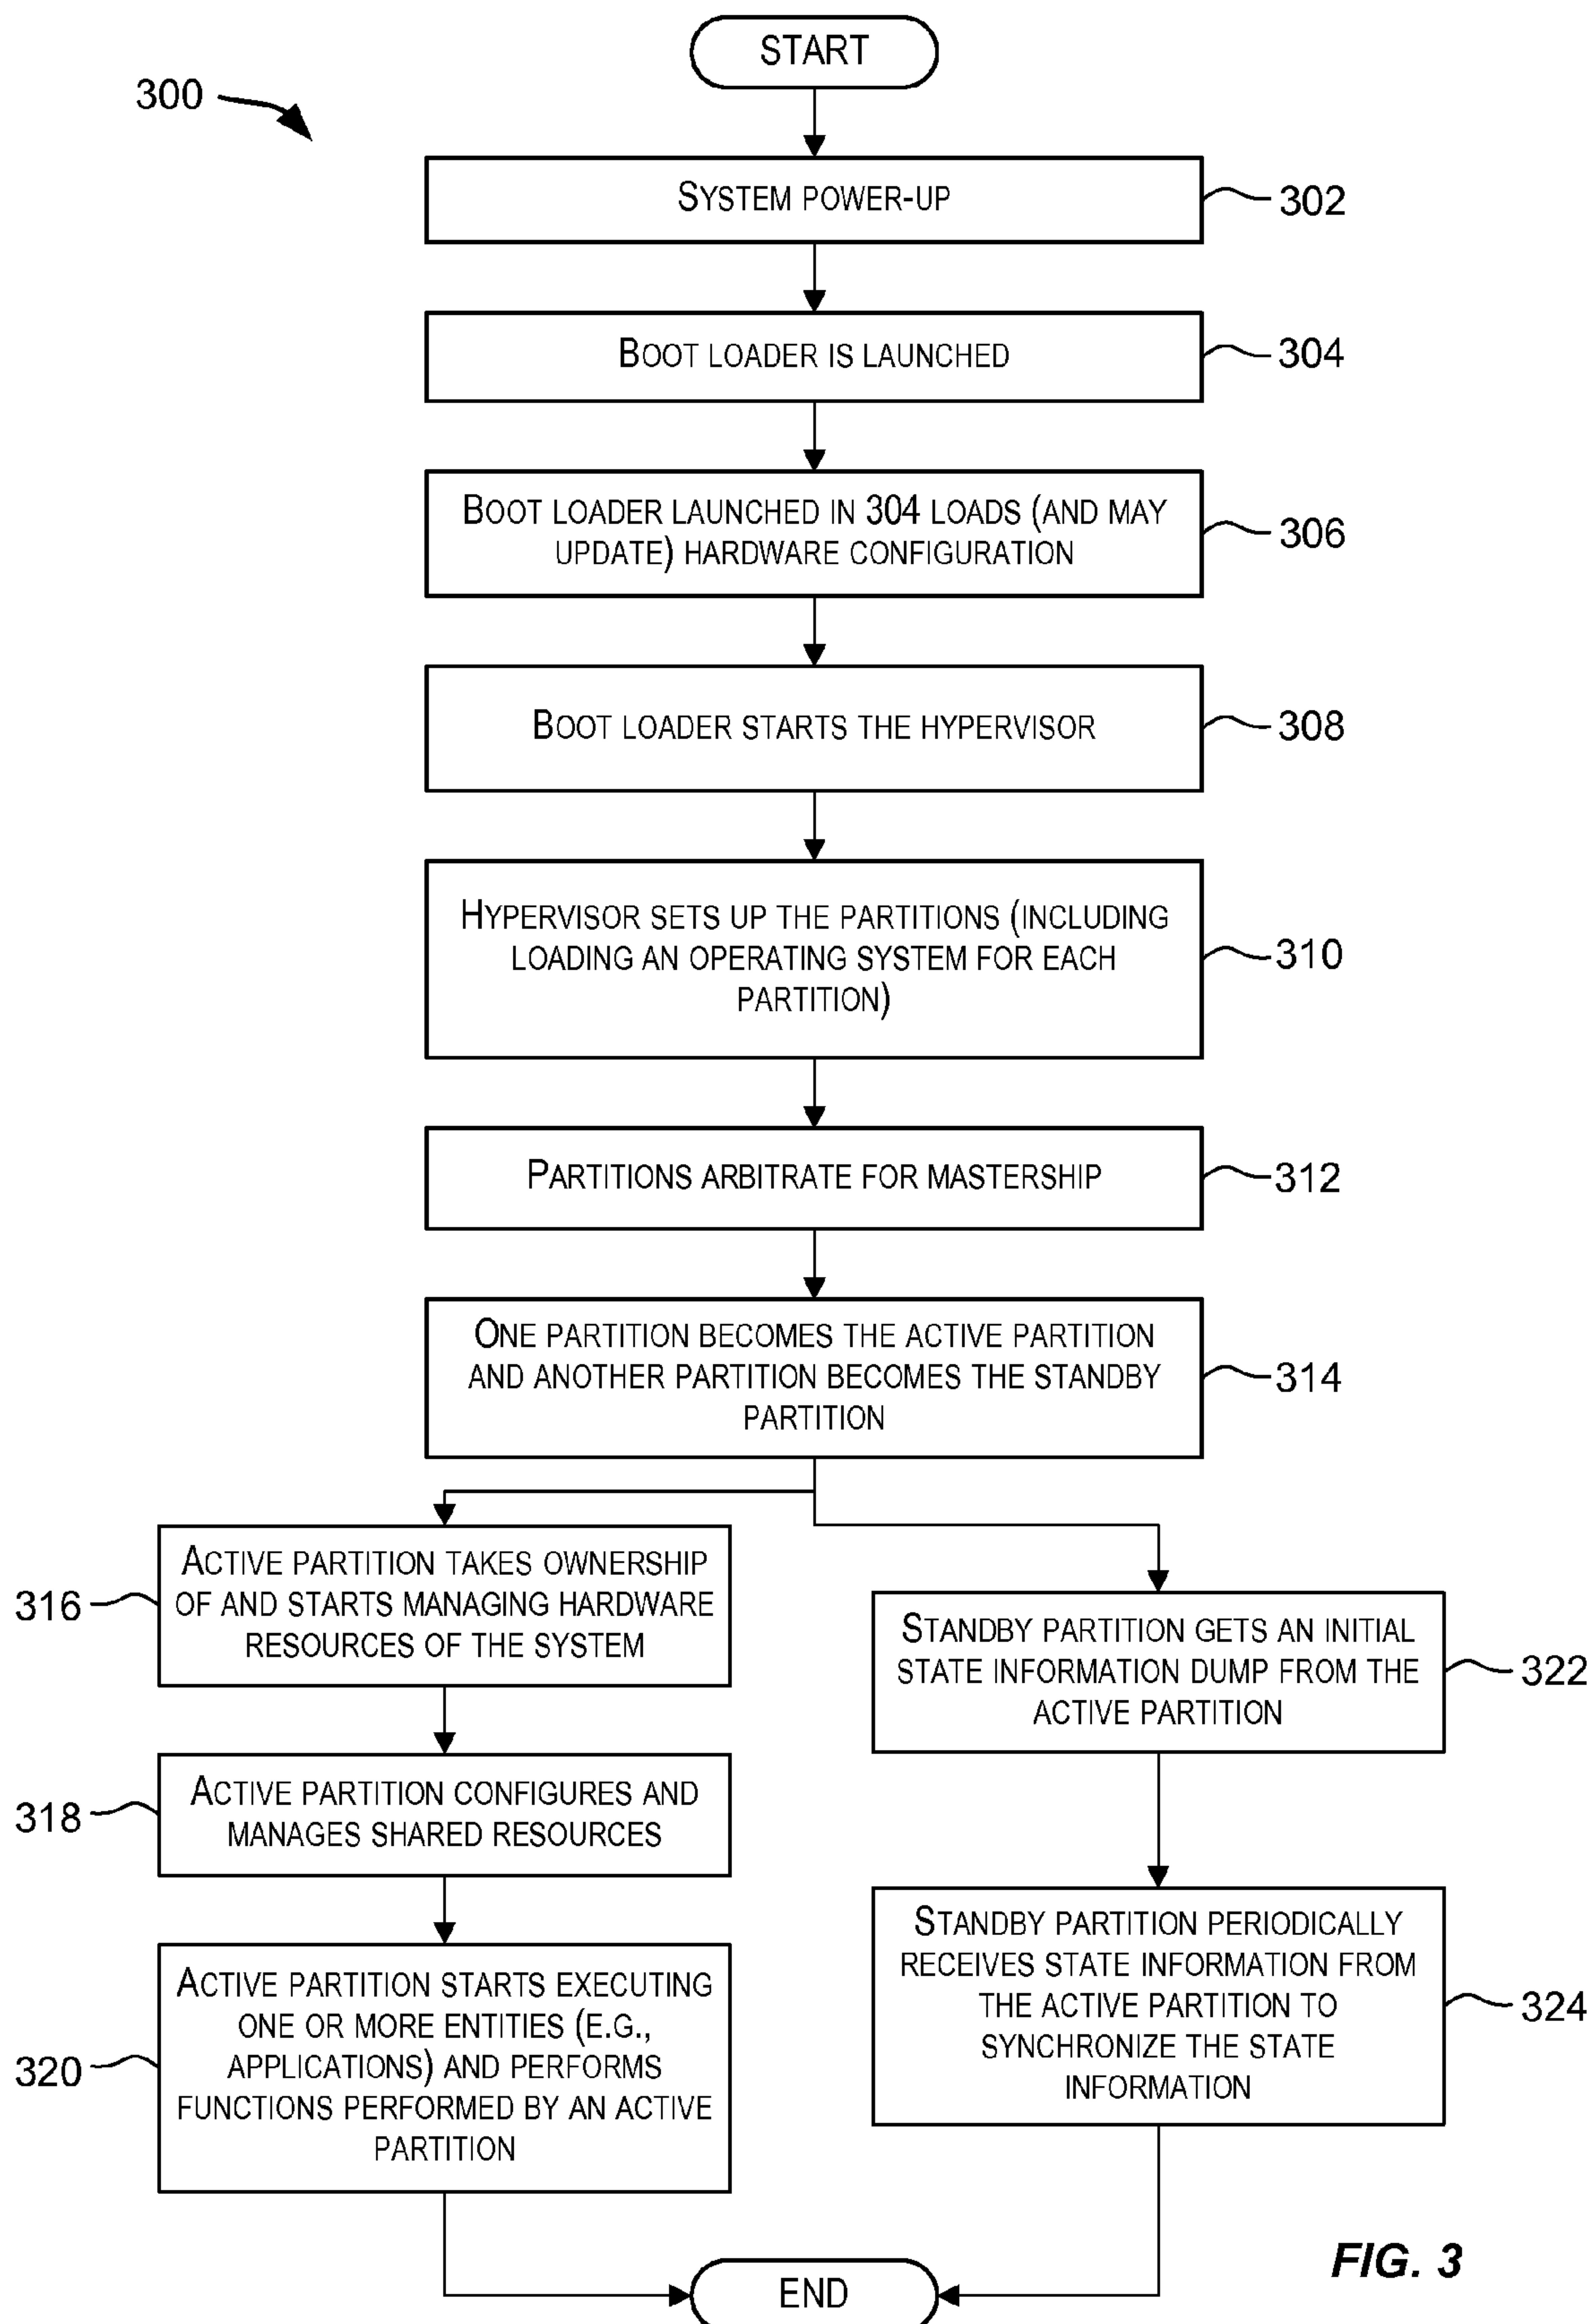 START
300
SYSTEM POWER-UP
302
BOOT LOADER IS LAUNCHED
304
BOOT LOADER LAUNCHED IN 304 LOADS (AND MAY
UPDATE) HARDWARE CONFIGURATION
306
BOOT LOADER STARTS THE HYPERVISOR
308
HYPERVISOR SETS UP THE PARTITIONS (INCLUDING
LOADING AN OPERATING SYSTEM FOR EACH
PARTITION)
310
PARTITIONS ARBITRATE FOR MASTERSHIP
312
ONE PARTITION BECOMES THE ACTIVE PARTITION
AND ANOTHER PARTITION BECOMES THE STANDBY
PARTITION
314
316
ACTIVE PARTITION TAKES OWNERSHIP
OF AND STARTS MANAGING HARDWARE
RESOURCES OF THE SYSTEM
318
ACTIVE PARTITION CONFIGURES AND
MANAGES SHARED RESOURCES
320
ACTIVE PARTITION STARTS EXECUTING
ONE OR MORE ENTITIES (E.G.,
APPLICATIONS) AND PERFORMS
FUNCTIONS PERFORMED BY AN ACTIVE
PARTITION
STANDBY PARTITION GETS AN INITIAL
STATE INFORMATION DUMP FROM THE
ACTIVE PARTITION
322
STANDBY PARTITION PERIODICALLY
RECEIVES STATE INFORMATION FROM
THE ACTIVE PARTITION TO
SYNCHRONIZE THE STATE
INFORMATION
324
END
FIG. 3